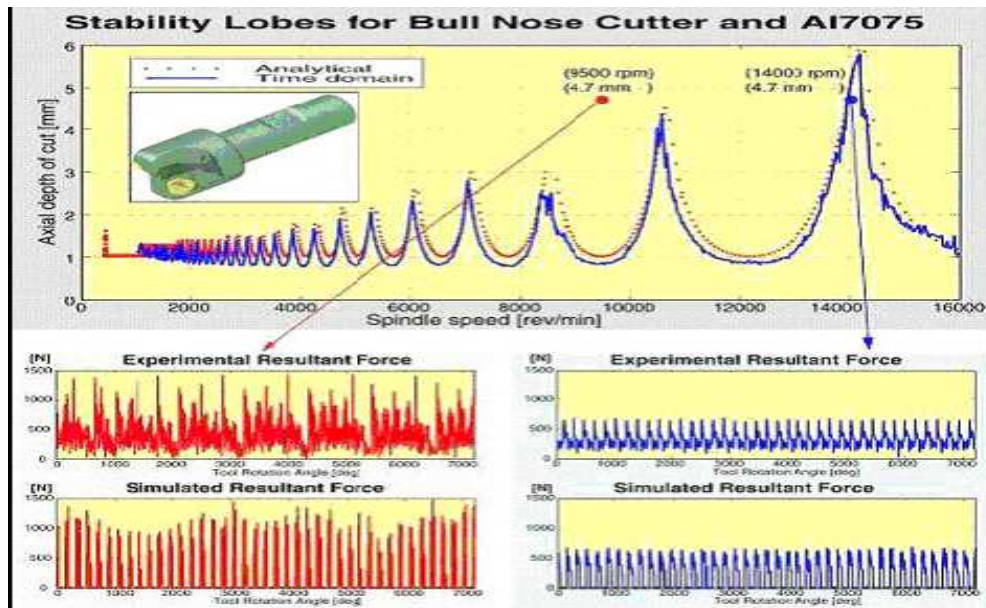 Stability Lobes for Bull Nose Cutter and Al7075
6
5
4
3
2
1
0
Axial depth of cut [mm]
Analytical
Time domain
(9500 rpm)
(4.7 mm - )
(14000 rpm)
(4.7 mm - )
0 2000 4000 6000 8000 10000 12000 14000 16000
Spindle speed [rev/min]
[N] Experimental Resultant Force
1500
1000
500
0
0 1000 2000 3000 4000 5000 6000 7000
Tool Rotation Angle [deg]
[N] Simulated Resultant Force
1500
1000
500
0
0 1000 2000 3000 4000 5000 6000 7000
Tool Rotation Angle [deg]
[N] Experimental Resultant Force
1500
1000
500
0
0 1000 2000 3000 4000 5000 6000 7000
Tool Rotation Angle [deg]
[N] Simulated Resultant Force
1500
1000
500
0
0 1000 2000 3000 4000 5000 6000 7000
Tool Rotation Angle [deg]